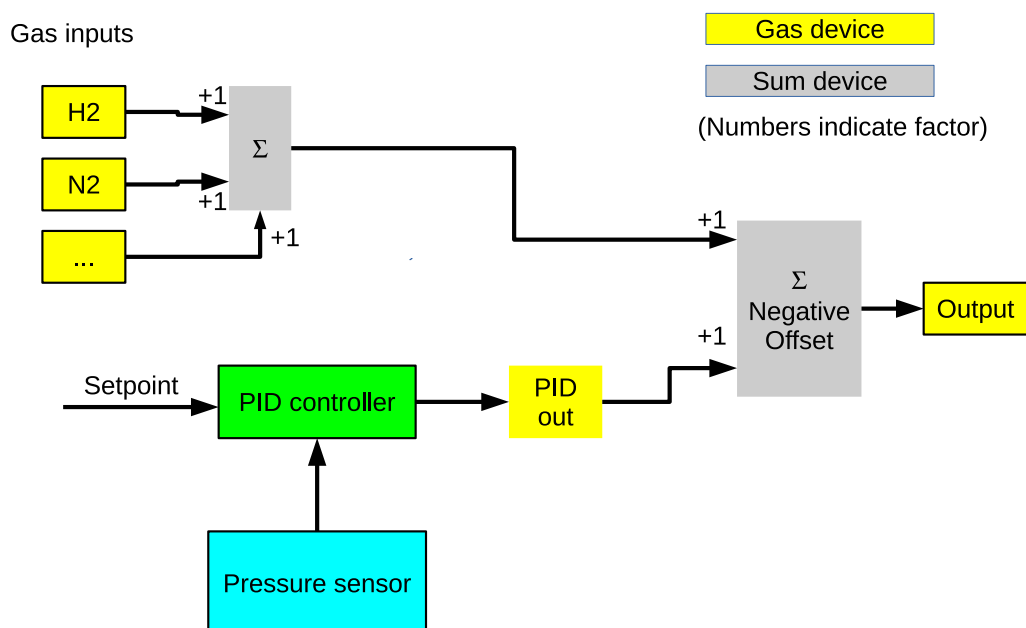 Gas inputs
Gas device
Sum device
(Numbers indicate factor)
H2
+1
Σ
N2
+1
...
+1
+1
Σ
Negative
Offset
Output
+1
Setpoint
PID controller
PID
out
Pressure sensor